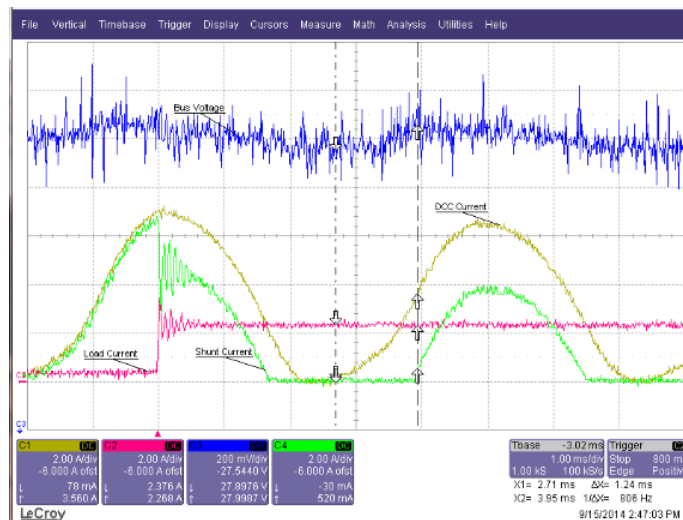 File Vertical Timebase Trigger Display Cursors Measure Math Analysis Utilities Help
Bus Voltage
DCC Current
Load Current
Shunt Current
C3
C1 DC C2 DC C4 DC Tbase -3.02 ms Trigger
2.00 A/div 2.00 A/div 200 mV/div 2.00 A/div 1.00 ms/div Stop 800 m
-6.000 A ofst -6.000 A ofst -27.5440 V -6.000 A ofst 1.00 kS 100 kS/s Edge Positiv
78 mA 2.376 A 27.8976 V -30 mA X1= 2.71 ms ΔX= 1.24 ms
3.560 A 2.268 A 27.9987 V 520 mA X2= 3.95 ms 1/ΔX= 806 Hz
LeCroy 9/15/2014 2:47:03 PM